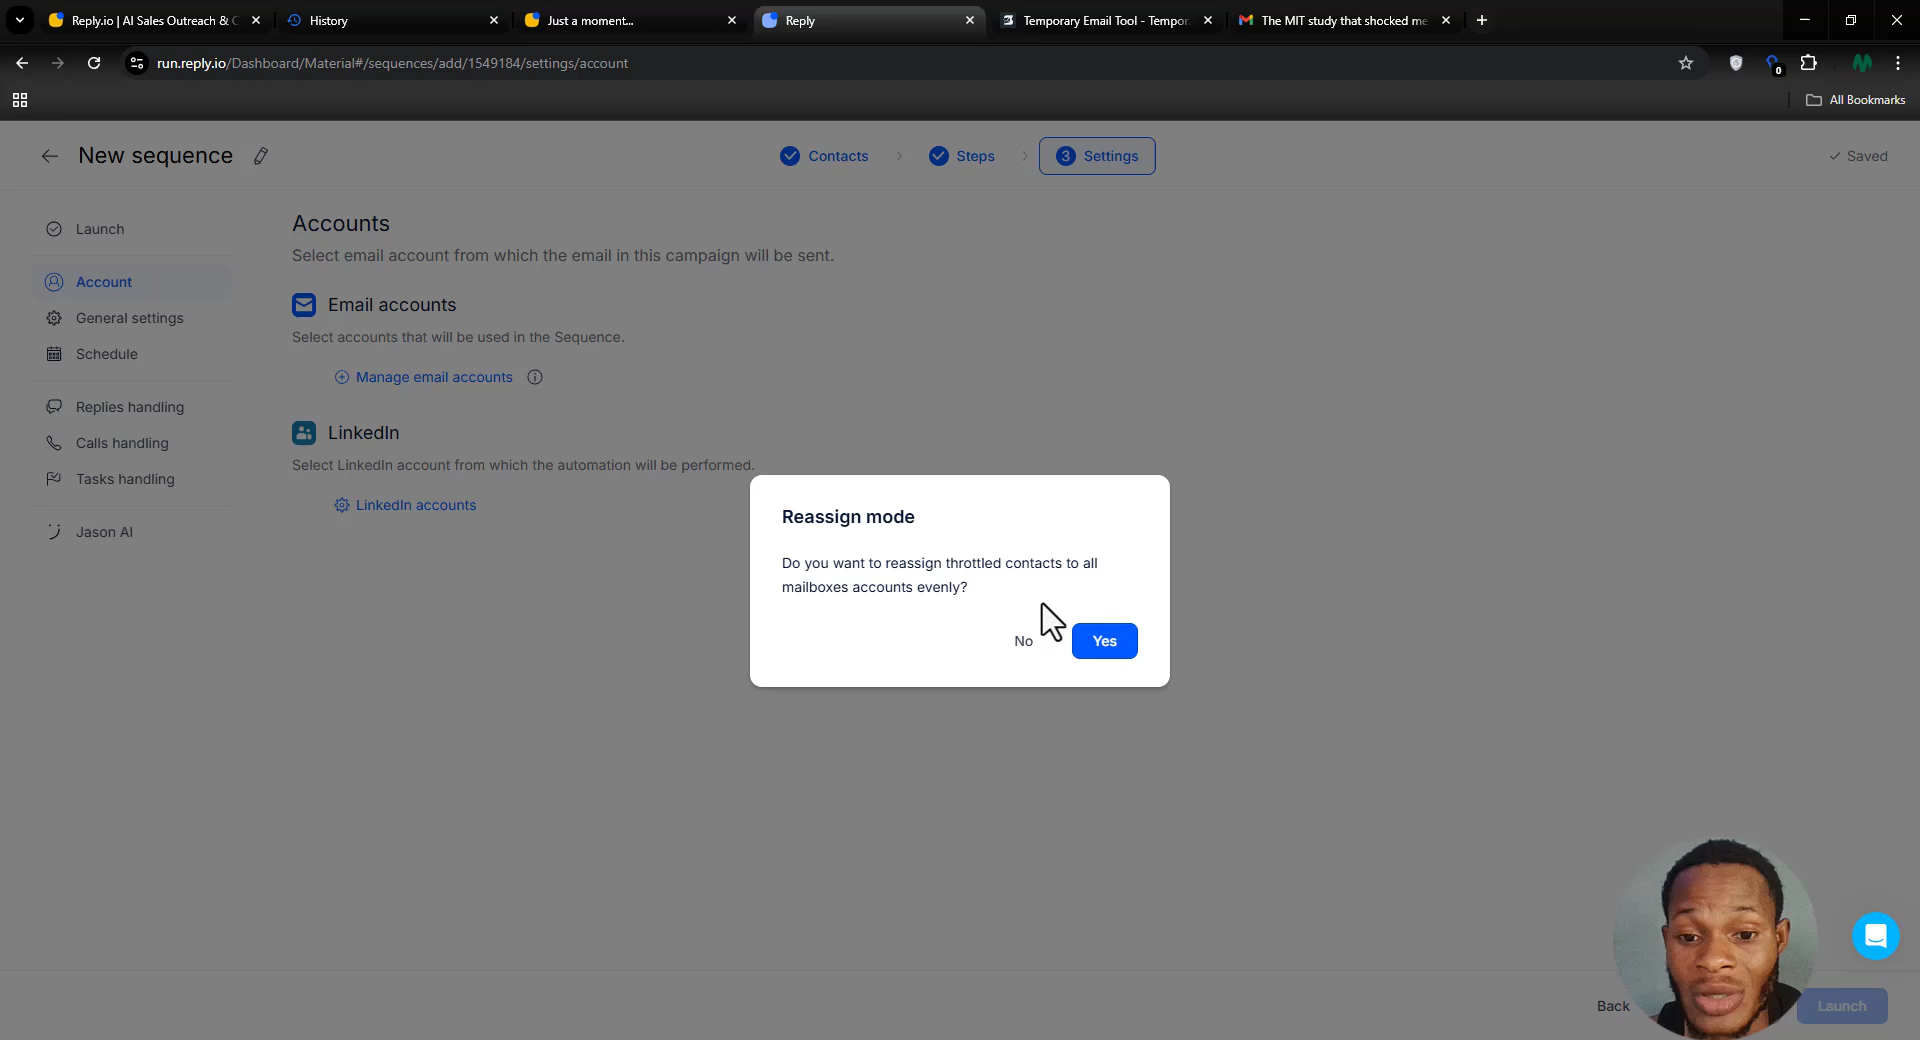 Reply.io | AI Sales Outreach & C
History
Just a moment...
Reply
Temporary Email Tool - Tempor
The MIT study that shocked me
run.reply.io/Dashboard/Material#/sequences/add/1549184/settings/account
0
All Bookmarks
New sequence
Contacts
Steps
3 Settings
Saved
Launch
Account
General settings
Schedule
Replies handling
Calls handling
Tasks handling
Jason AI
Accounts
Select email account from which the email in this campaign will be sent.
Email accounts
Select accounts that will be used in the Sequence.
Manage email accounts
LinkedIn
Select LinkedIn account from which the automation will be performed.
LinkedIn accounts
Reassign mode
Do you want to reassign throttled contacts to all
mailboxes accounts evenly?
No
Yes
Back
Launch